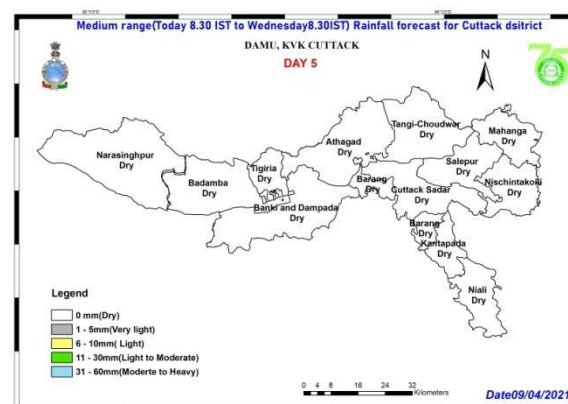 Medium range(Today 8.30 IST to Wednesday8.30IST) Rainfall forecast for Cuttack dsitrict
DAMU, KVK CUTTACK
DAY 5
N
75
Tangi-Choudwar
Dry
Mahanga
Dry
Athagad
Dry
Narasinghpur
Dry
Tigiria
Dry
Salepur
Dry
Badamba
Dry
Barang
Dry
Nischintakoili
Dry
Cuttack Sadar
Dry
Banki and Dampada
Dry
Barang
Dry
Kantapada
Dry
Niali
Dry
Legend
0 mm(Dry)
1 - 5mm(Very light)
6 - 10mm( Light)
11 - 30mm(Light to Moderate)
31 - 60mm(Moderte to Heavy)
0 4 8 16 24 32
Kilometers
Date09/04/2021